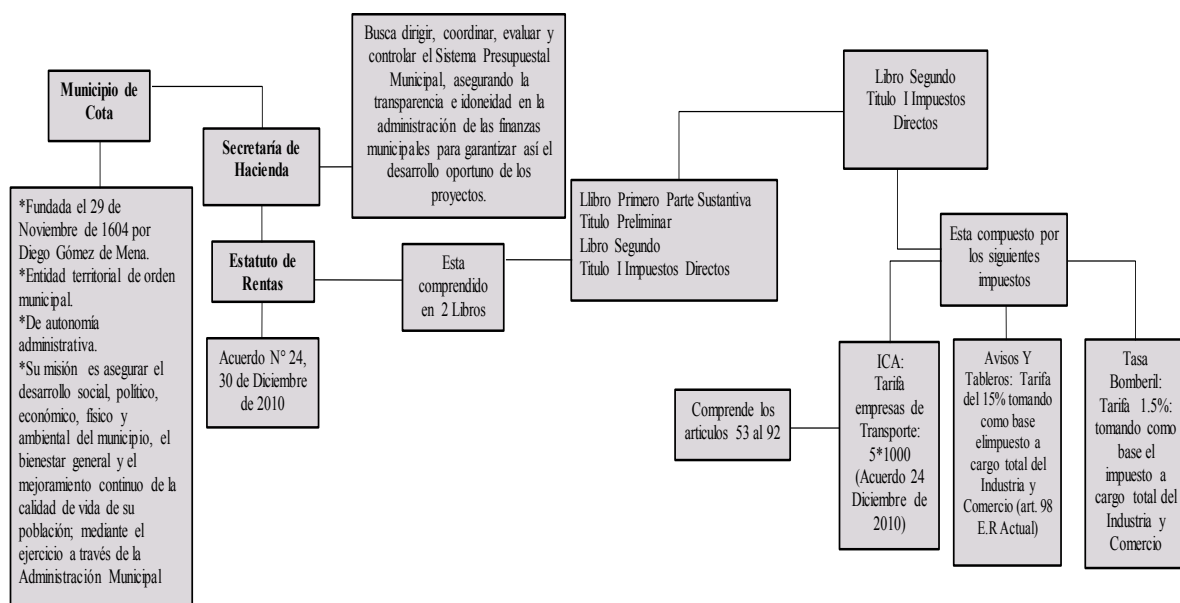 Municipio de
Cota
*Fundada el 29 de
Noviembre de 1604 por
Diego Gómez de Mena.
*Entidad territorial de orden
municipal.
*De autonomía
administrativa.
*Su misión es asegurar el
desarrollo social, político,
económico, físico y
ambiental del municipio, el
bienestar general y el
mejoramiento continuo de la
calidad de vida de su
población; mediante el
ejercicio a través de la
Administración Municipal
Secretaría de
Hacienda
Busca dirigir, coordinar, evaluar y
controlar el Sistema Presupuestal
Municipal, asegurando la
transparencia e idoneidad en la
administración de las finanzas
municipales para garantizar así el
desarrollo oportuno de los
proyectos.
Estatuto de
Rentas
Acuerdo N° 24,
30 de Diciembre
de 2010
Esta
comprendido
en 2 Libros
Llibro Primero Parte Sustantiva
Titulo Preliminar
Libro Segundo
Titulo I Impuestos Directos
Libro Segundo
Titulo I Impuestos
Directos
Esta compuesto por
los siguientes
impuestos
Comprende los
articulos 53 al 92
ICA:
Tarifa
empresas de
Transporte:
5*1000
(Acuerdo 24
Diciembre de
2010)
Avisos Y
Tableros: Tarifa
del 15% tomando
como base
elimpuesto a
cargo total del
Industria y
Comercio (art. 98
E.R Actual)
Tasa
Bomberil:
Tarifa 1.5%:
tomando como
base el
impuesto a
cargo total del
Industria y
Comercio